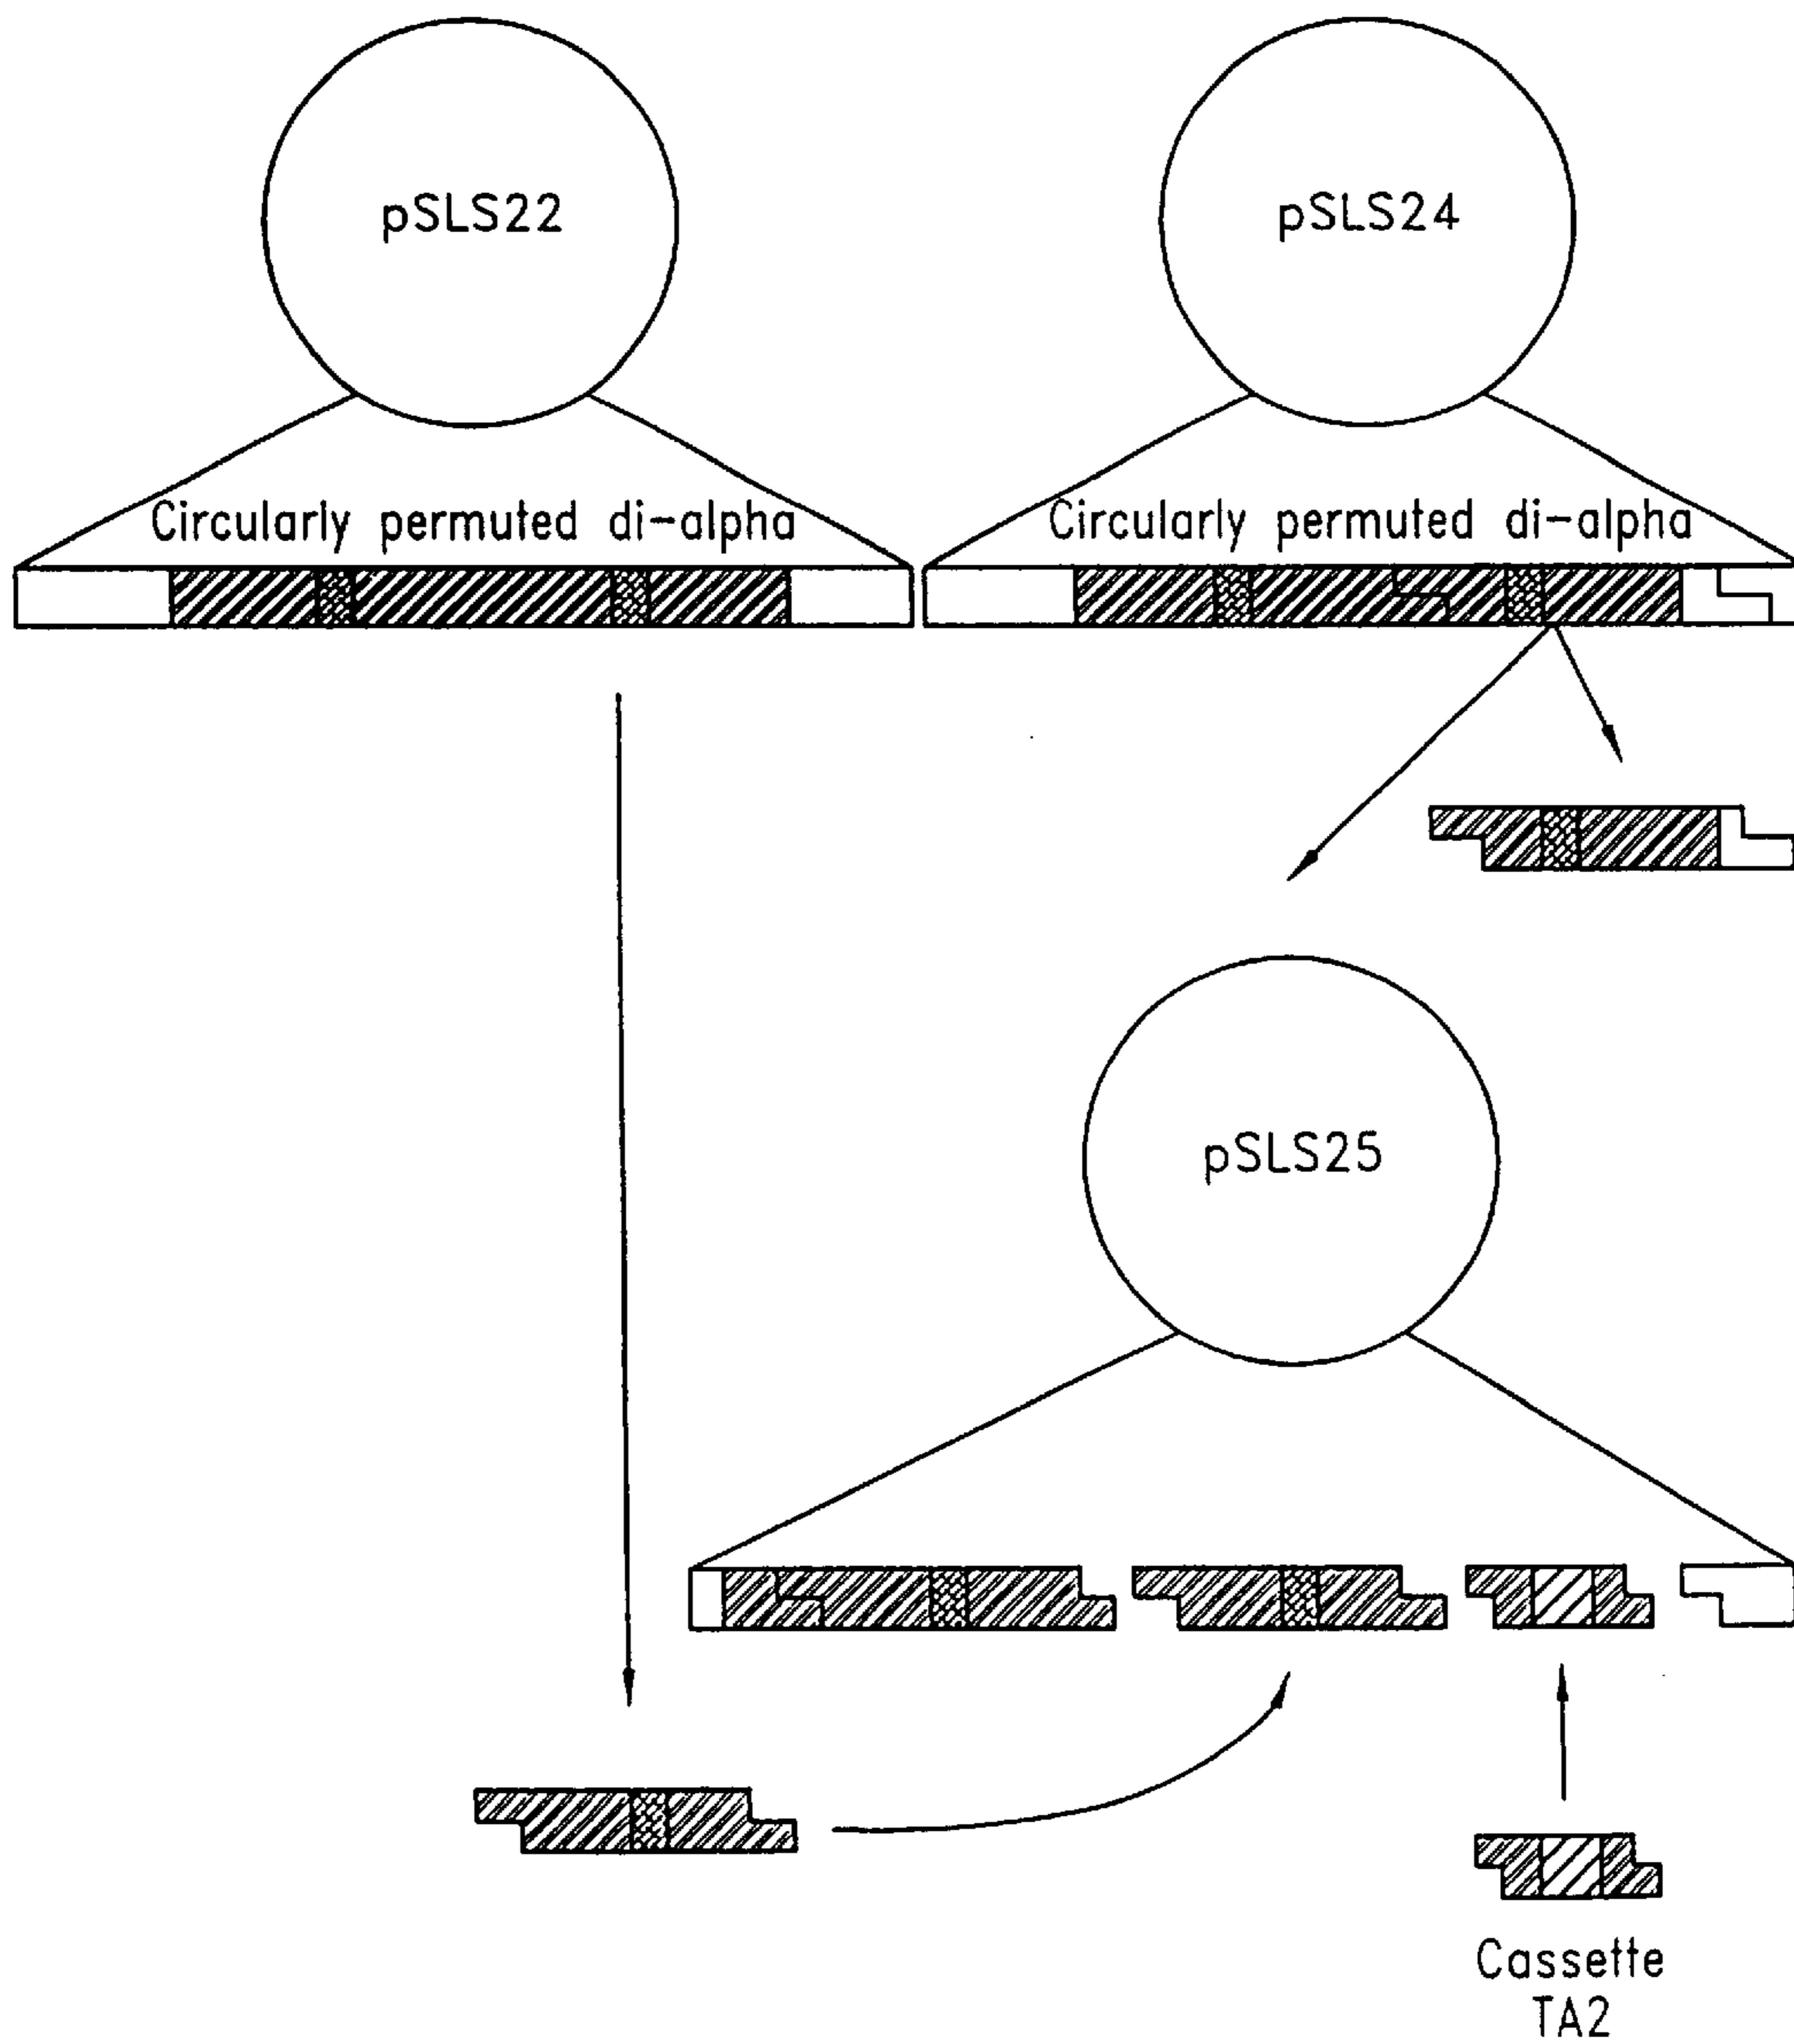 pSLS22
pSLS24
Circularly permuted di-alpha
Circularly permuted di-alpha
pSLS25
Cassette
TA2